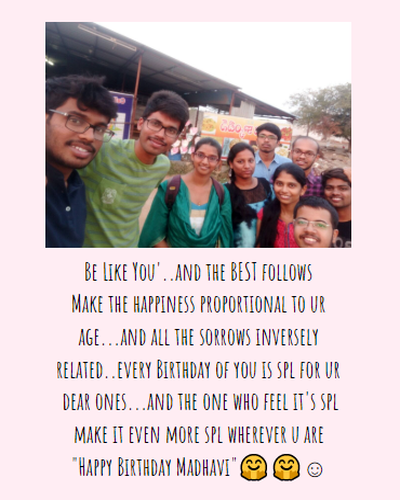 Be Like You'..and the BEST follows
Make the happiness proportional to ur
age...and all the sorrows inversely
related..every Birthday of you is spl for ur
dear ones...and the one who feel it's spl
make it even more spl wherever u are
"Happy Birthday Madhavi"🤗🤗☺